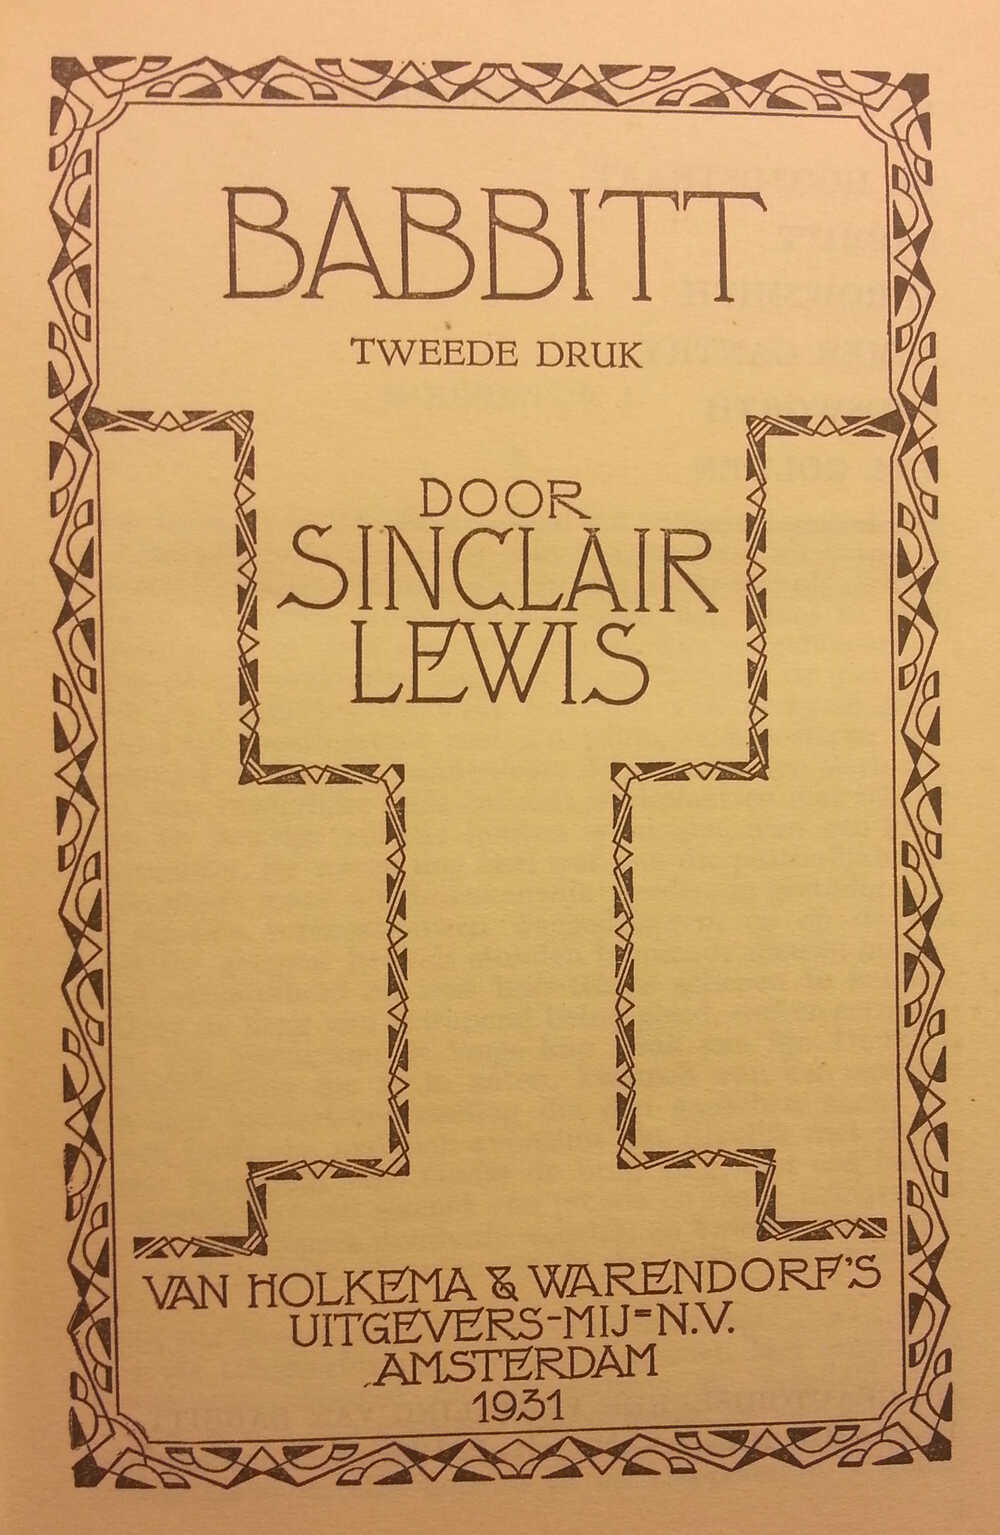 BABBITT
TWEEDE DRUK
DOOR
SINCLAIR
LEWIS
VAN HOLKEMA & WARENDORF'S
UITGEVERS-MIJ=N.V.
AMSTERDAM
1931